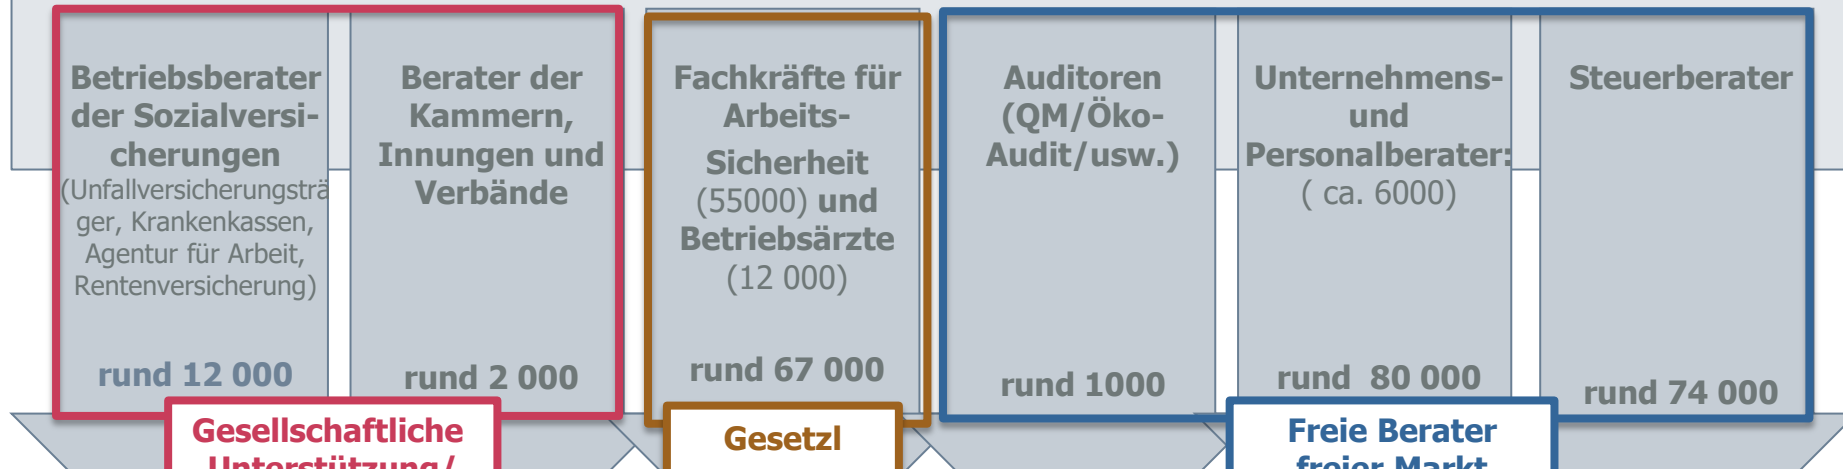 Betriebsberater
der Sozialversi-
cherungen
(Unfallversicherungsträ
ger, Krankenkassen,
Agentur für Arbeit,
Rentenversicherung)
rund 12 000
Berater der
Kammern,
Innungen und
Verbände
rund 2 000
Fachkräfte für
Arbeits-
Sicherheit
(55000) und
Betriebsärzte
(12 000)
rund 67 000
Auditoren
(QM/Öko-
Audit/usw.)
rund 1000
Unternehmens-
und
Personalberater:
( ca. 6000)
rund 80 000
Steuerberater
rund 74 000
Gesellschaftliche
Unterstützung/
Gesetzl
Freie Berater
freier Markt